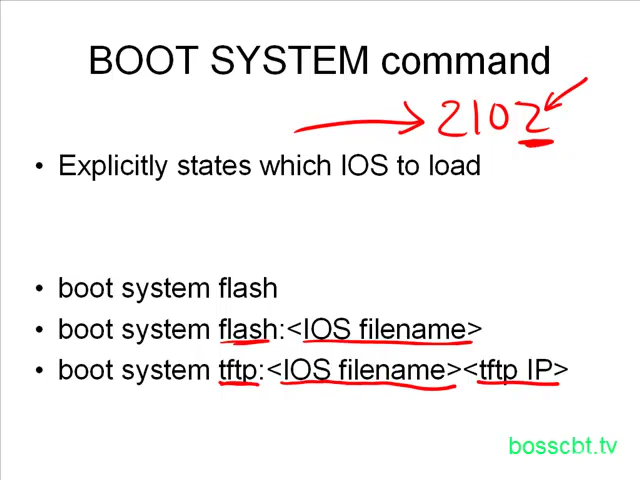 BOOT SYSTEM command
2102
• Explicitly states which IOS to load
• boot system flash
• boot system flash:<IOS filename>
• boot system tftp:<IOS filename><tftp IP>
bosscbt.tv